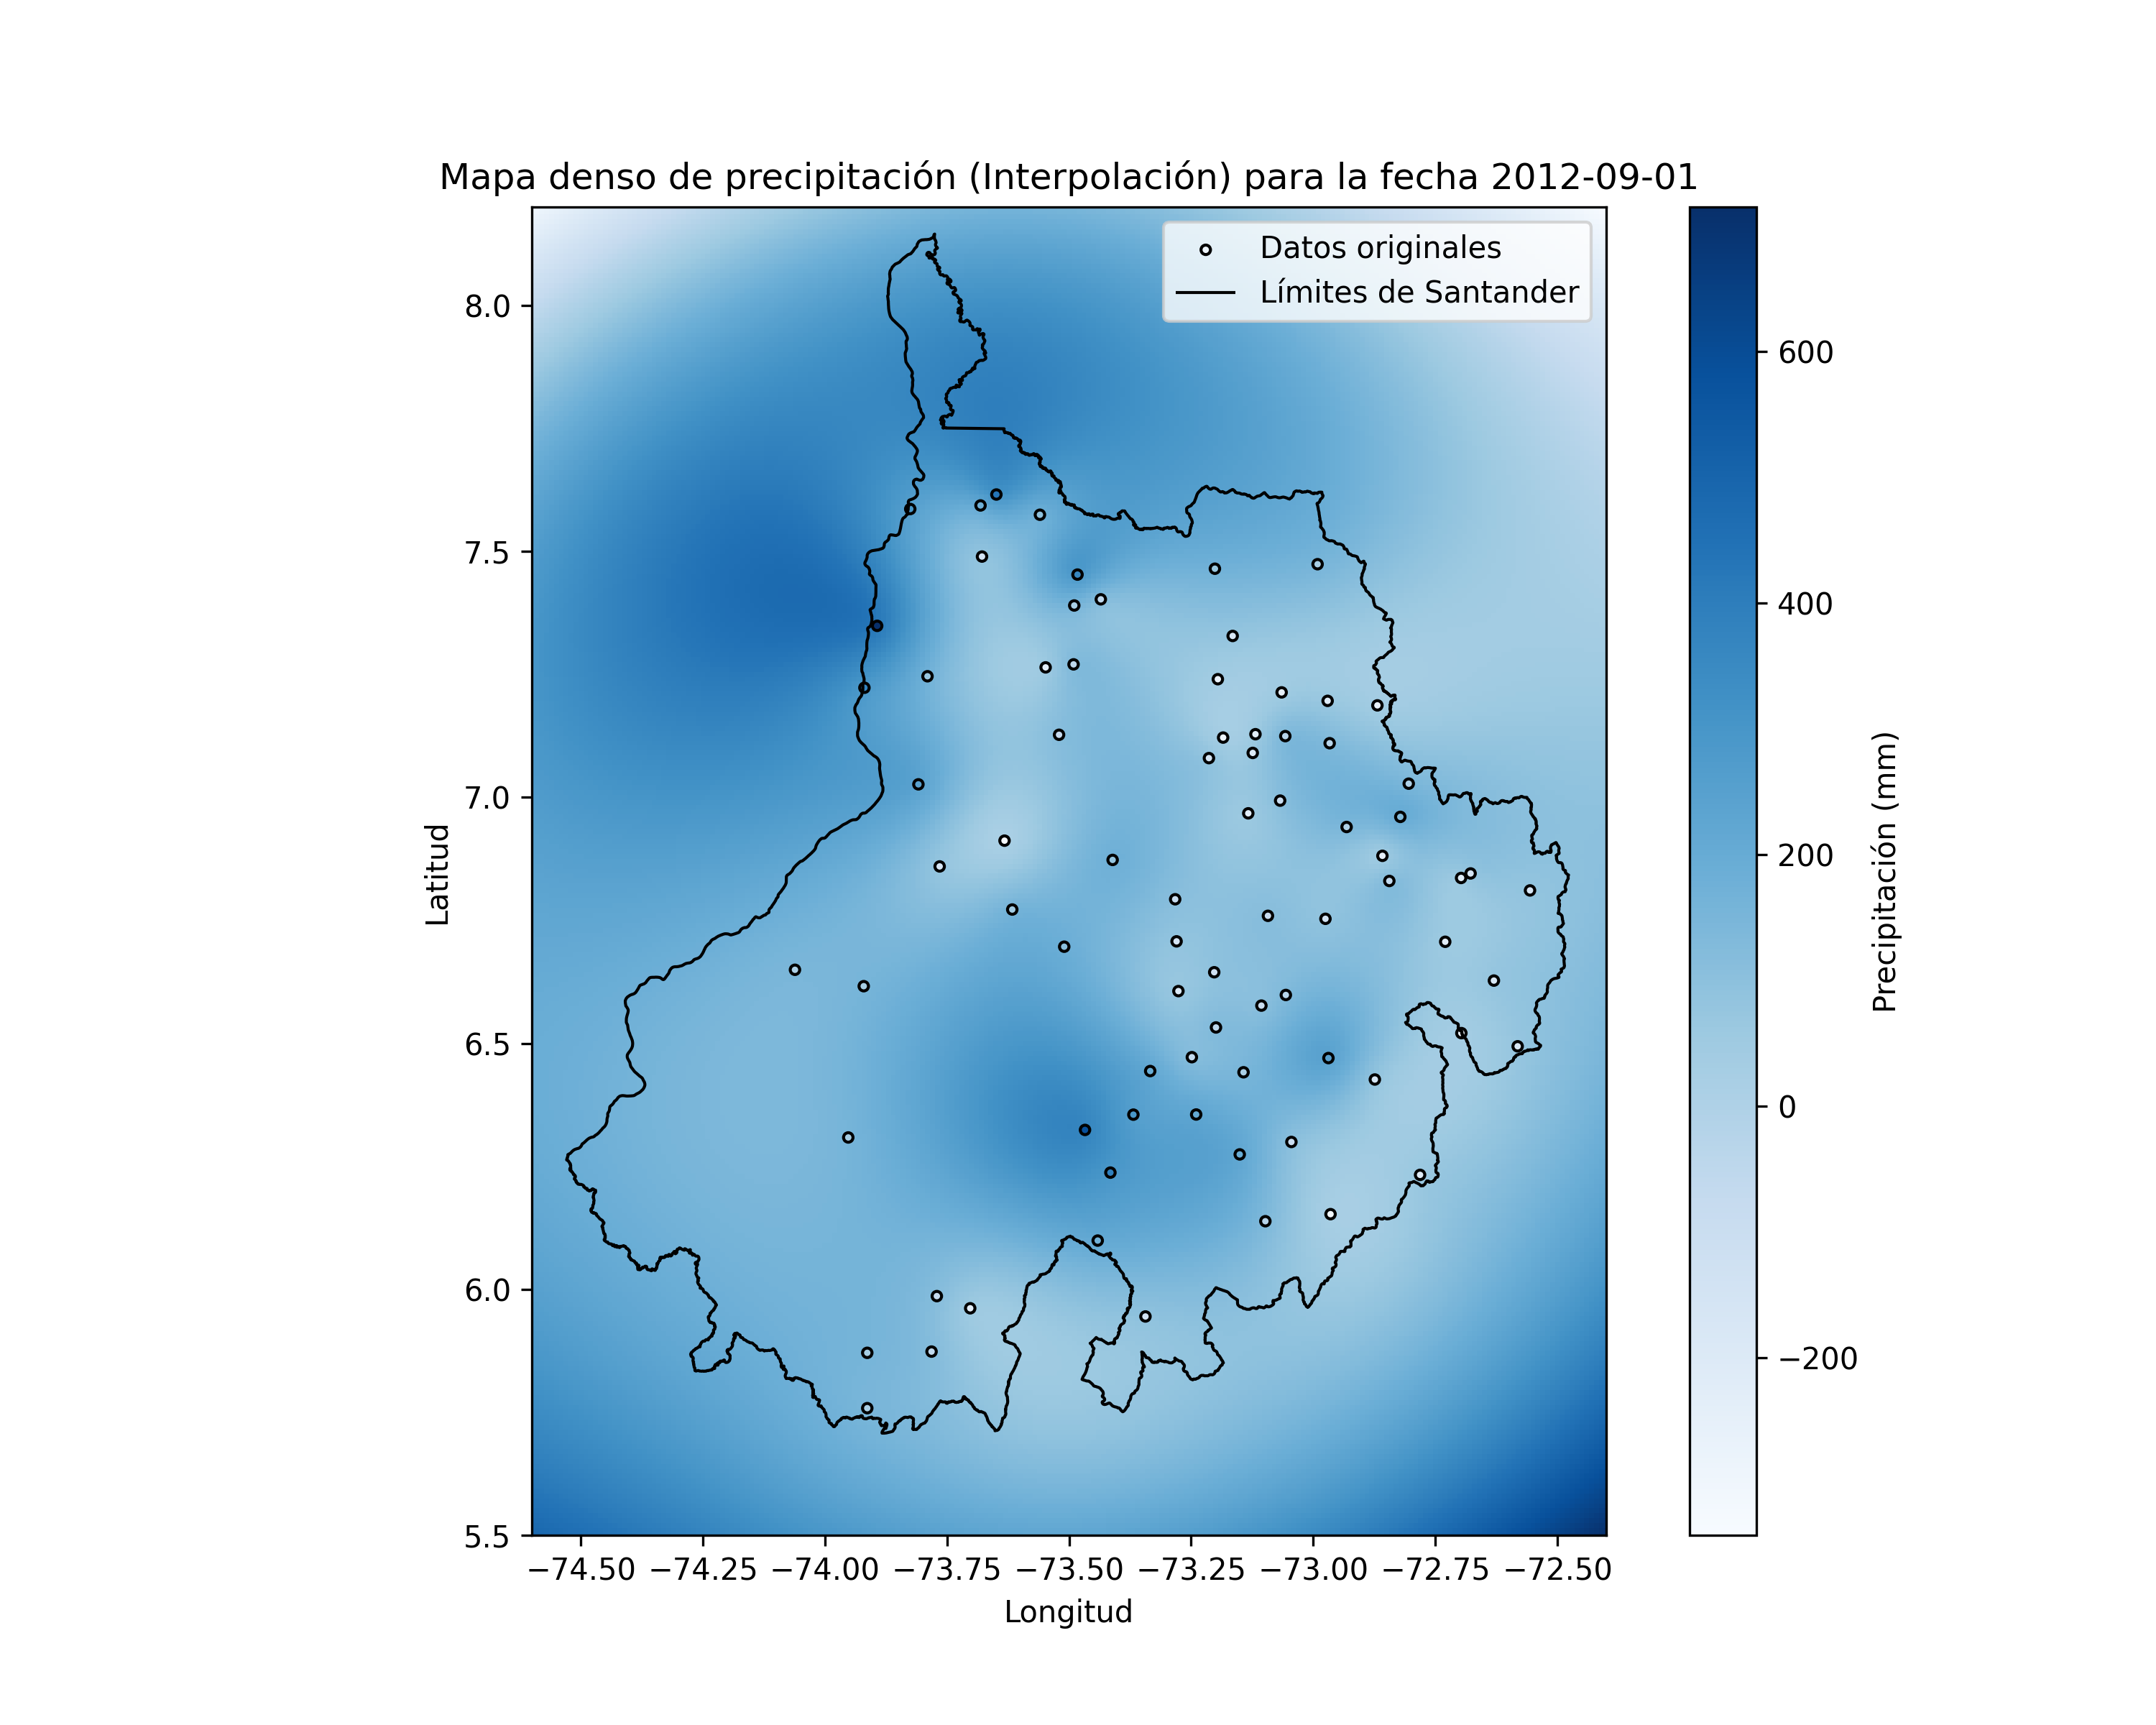 Mapa denso de precipitación (Interpolación) para la fecha 2012-09-01
Datos originales
Límites de Santander
8.0
7.5
7.0
6.5
6.0
5.5
Latitud
−74.50 −74.25 −74.00 −73.75 −73.50 −73.25 −73.00 −72.75 −72.50
Longitud
600
400
200
0
−200
Precipitación (mm)